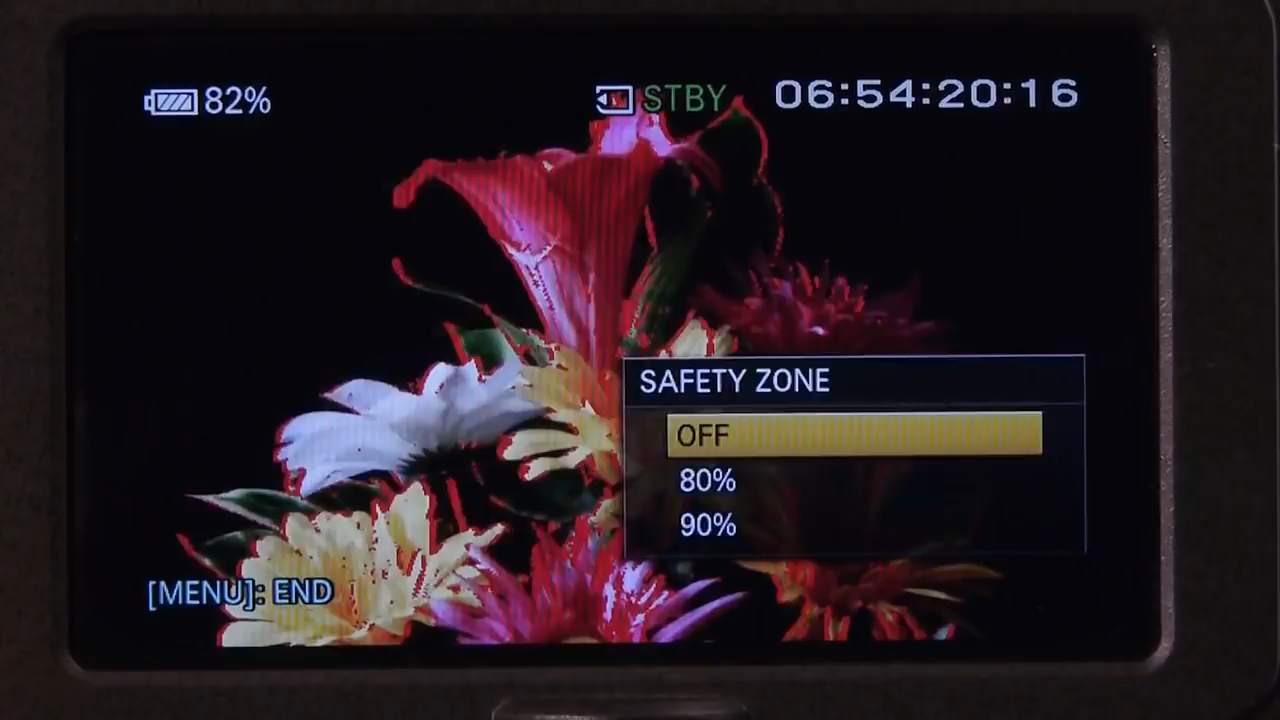 82%
STBY
06:54:20:16
SAFETY ZONE
OFF
80%
90%
[MENU]: END